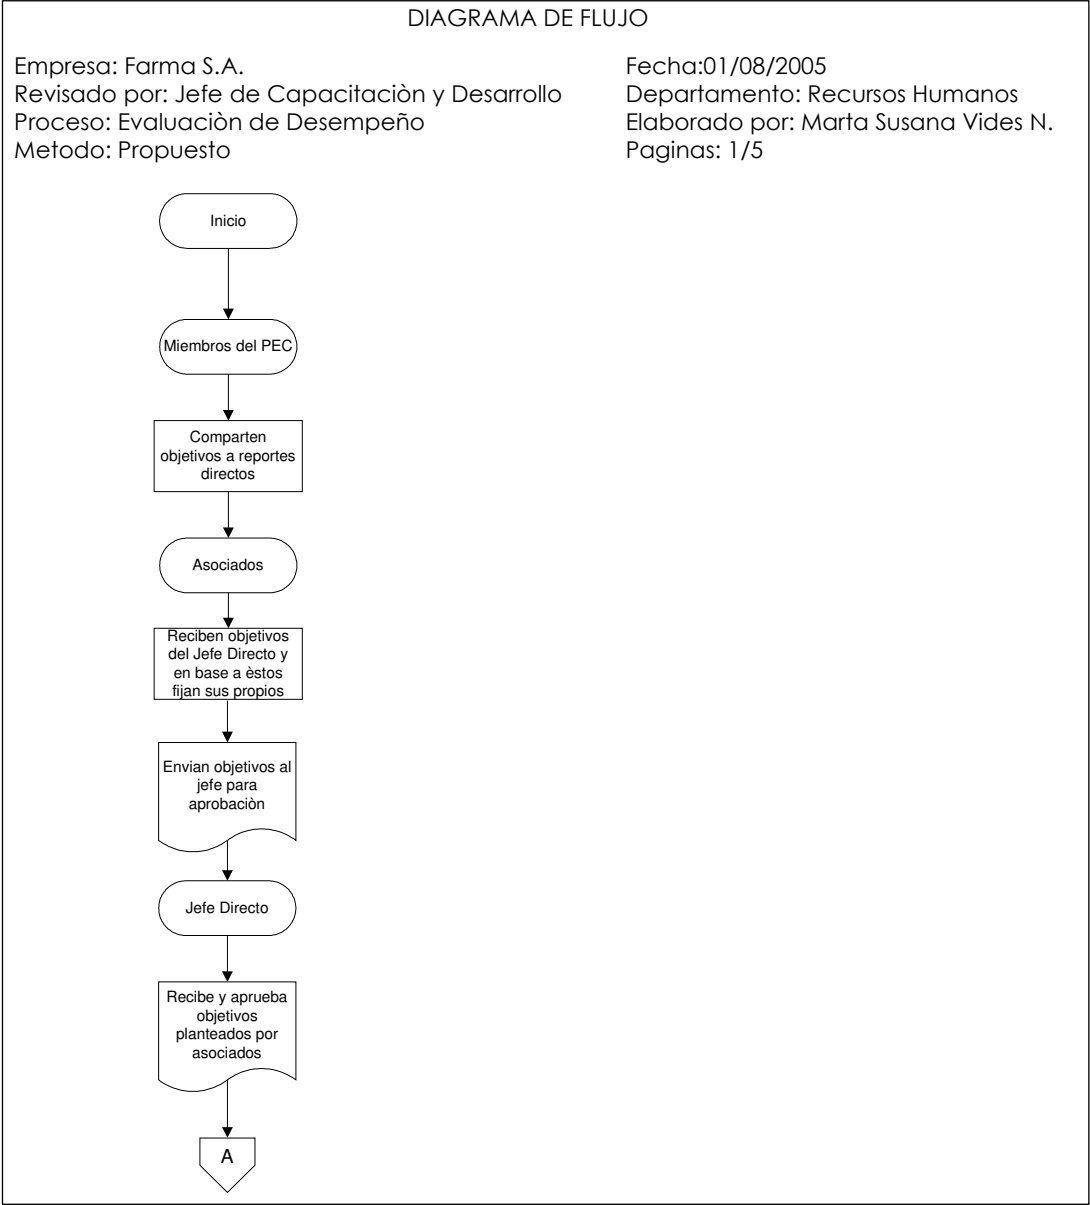 DIAGRAMA DE FLUJO
Empresa: Farma S.A.
Revisado por: Jefe de Capacitaciòn y Desarrollo
Proceso: Evaluaciòn de Desempeño
Metodo: Propuesto
Fecha:01/08/2005
Departamento: Recursos Humanos
Elaborado por: Marta Susana Vides N.
Paginas: 1/5
Inicio
Miembros del PEC
Comparten
objetivos a reportes
directos
Asociados
Reciben objetivos
del Jefe Directo y
en base a èstos
fijan sus propios
Envian objetivos al
jefe para
aprobaciòn
Jefe Directo
Recibe y aprueba
objetivos
planteados por
asociados
A